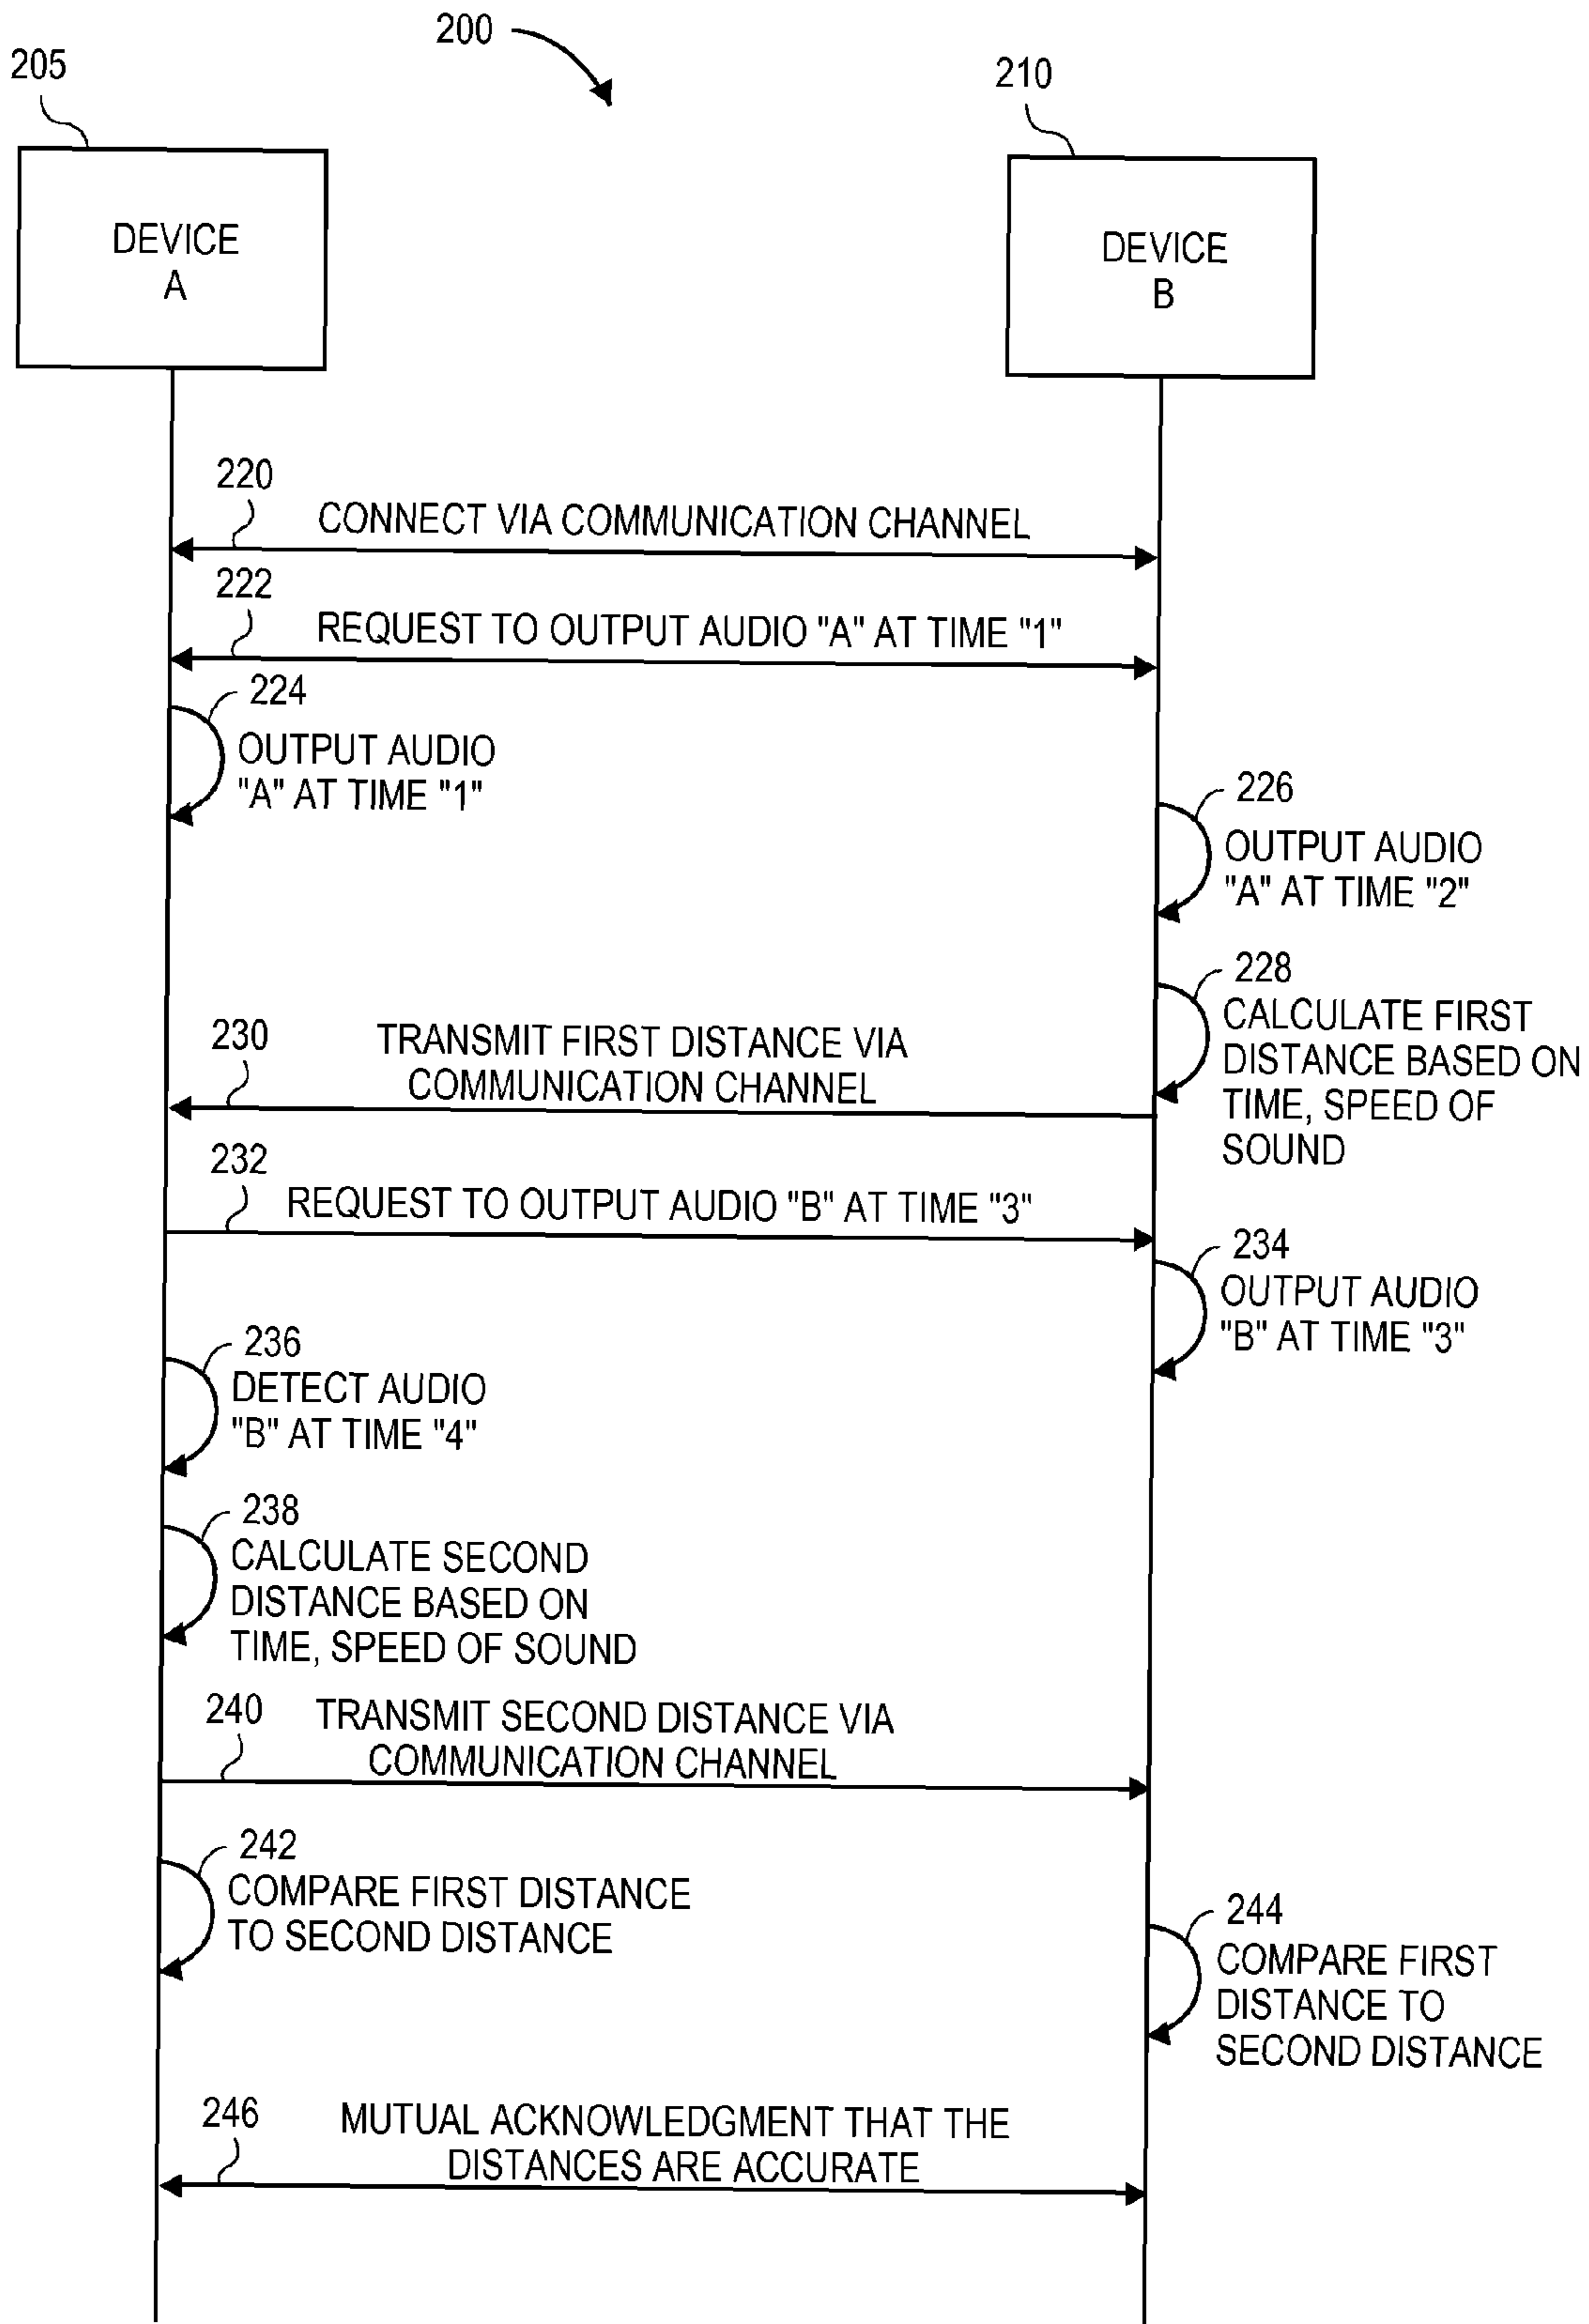 200
205
210
DEVICE
A
DEVICE
B
220
CONNECT VIA COMMUNICATION CHANNEL
222
REQUEST TO OUTPUT AUDIO "A" AT TIME "1"
224
OUTPUT AUDIO
"A" AT TIME "1"
226
OUTPUT AUDIO
"A" AT TIME "2"
228
CALCULATE FIRST
DISTANCE BASED ON
TIME, SPEED OF
SOUND
230
TRANSMIT FIRST DISTANCE VIA
COMMUNICATION CHANNEL
232
REQUEST TO OUTPUT AUDIO "B" AT TIME "3"
234
OUTPUT AUDIO
"B" AT TIME "3"
236
DETECT AUDIO
"B" AT TIME "4"
238
CALCULATE SECOND
DISTANCE BASED ON
TIME, SPEED OF SOUND
240
TRANSMIT SECOND DISTANCE VIA
COMMUNICATION CHANNEL
242
COMPARE FIRST DISTANCE
TO SECOND DISTANCE
244
COMPARE FIRST
DISTANCE TO
SECOND DISTANCE
246
MUTUAL ACKNOWLEDGMENT THAT THE
DISTANCES ARE ACCURATE